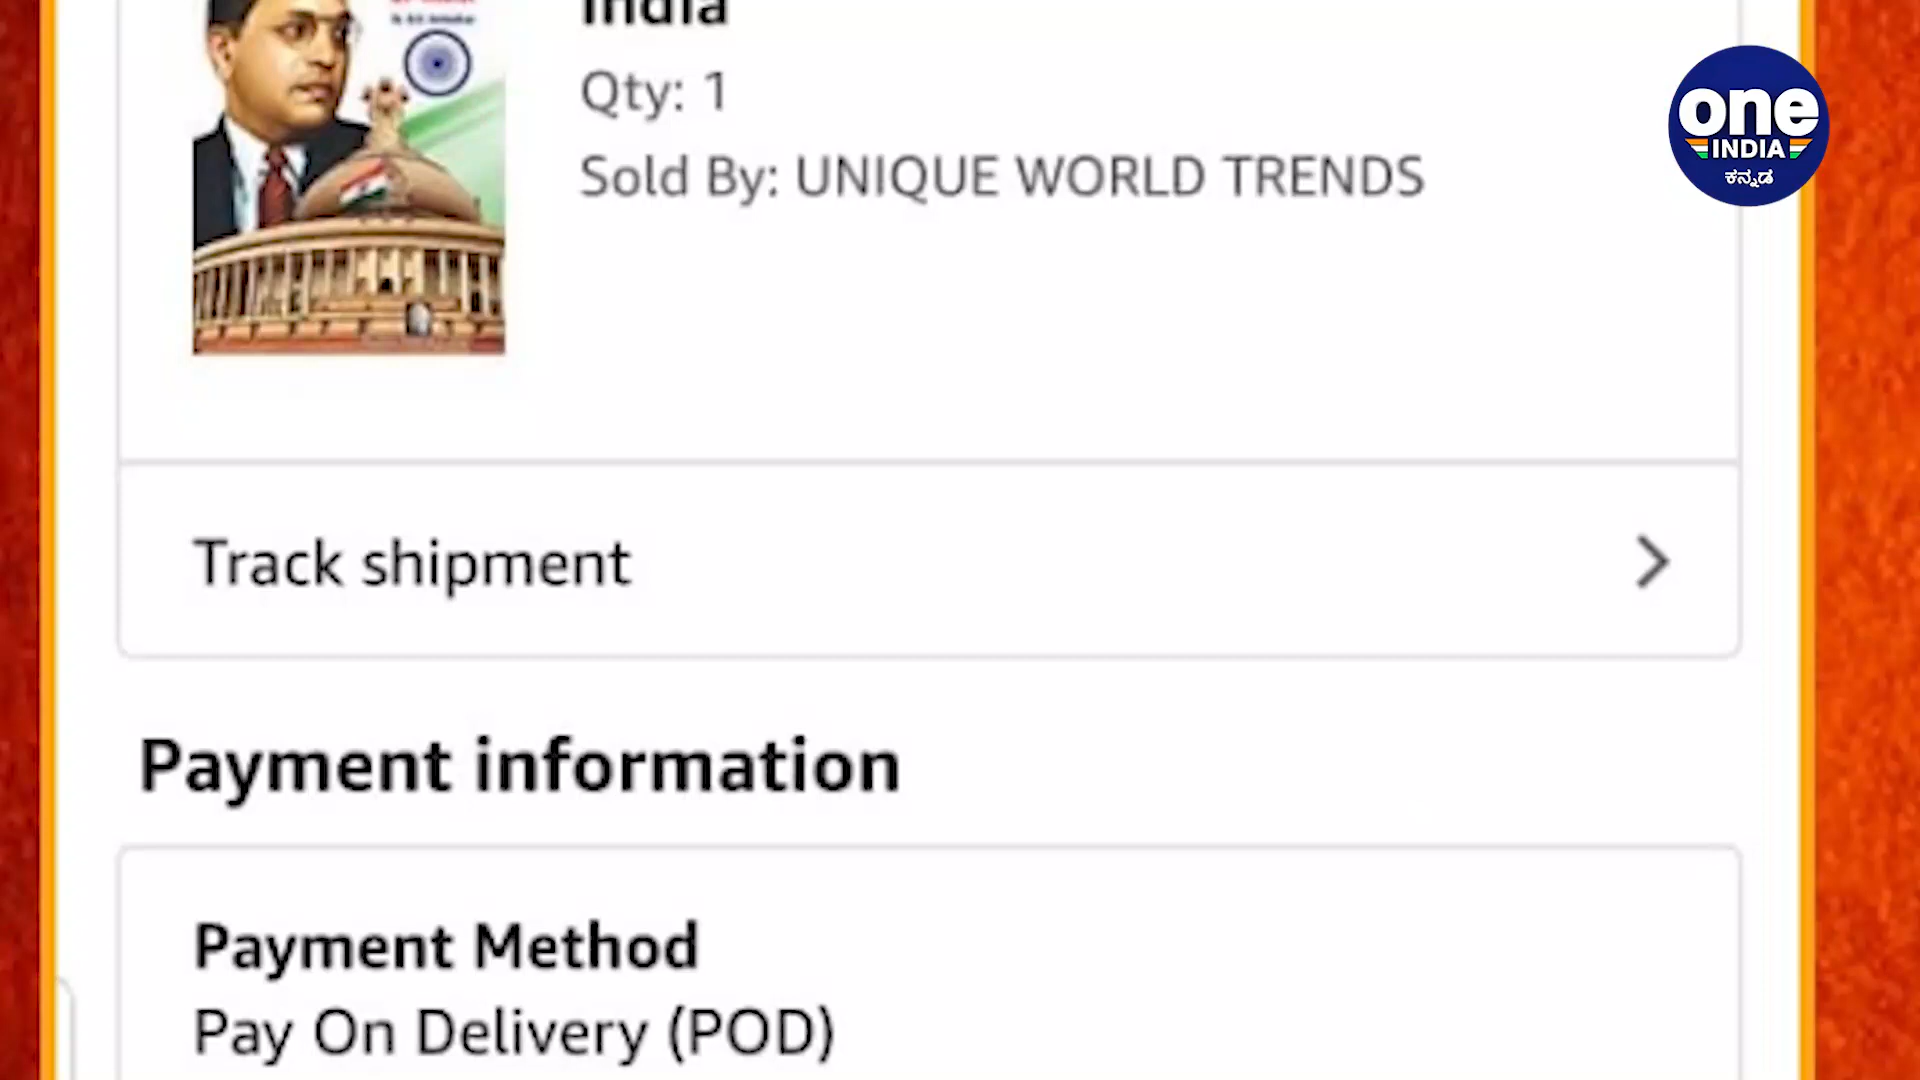 India
Qty: 1
Sold By: UNIQUE WORLD TRENDS
one
INDIA
ಕನ್ನಡ
Track shipment
Payment information
Payment Method
Pay On Delivery (POD)